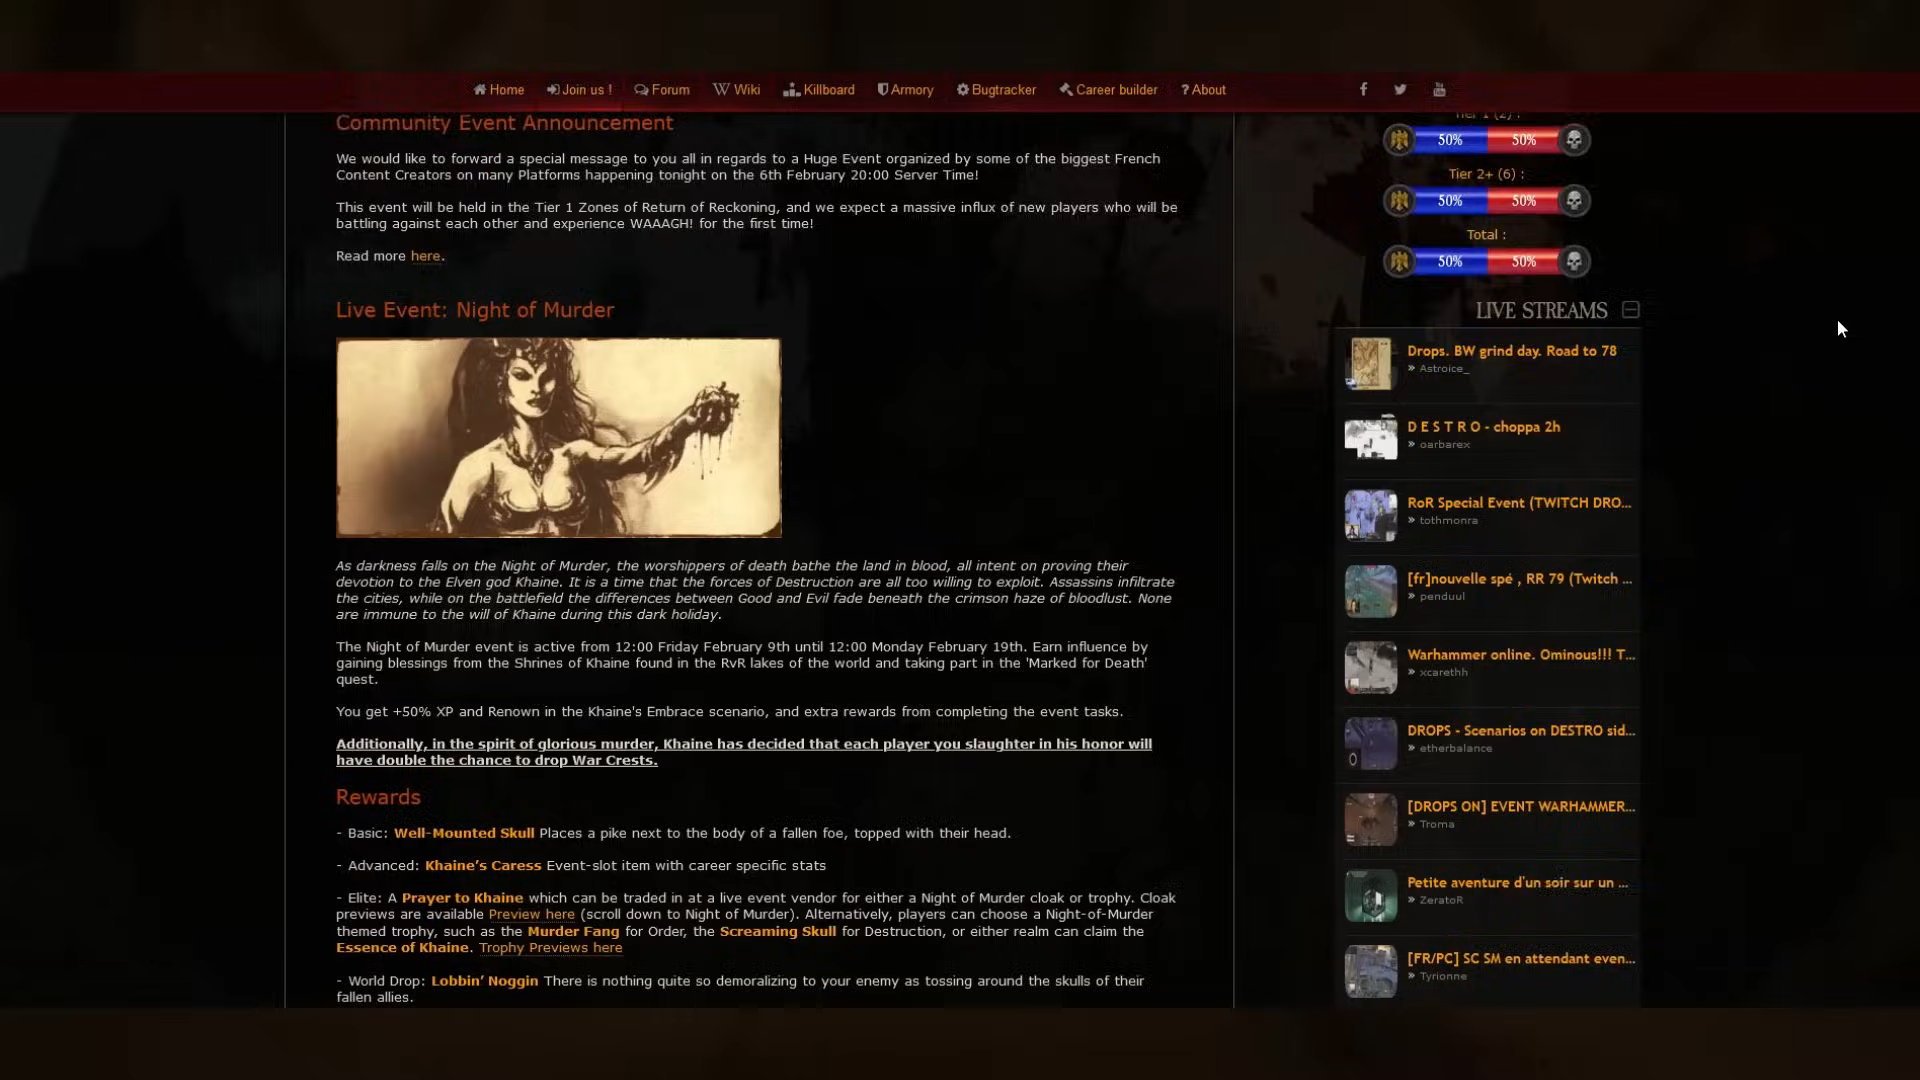 Home Join us ! Forum Wiki Killboard Armory Bugtracker Career builder ? About
Community Event Announcement
We would like to forward a special message to you all in regards to a Huge Event organized by some of the biggest French
Content Creators on many Platforms happening tonight on the 6th February 20:00 Server Time!
This event will be held in the Tier 1 Zones of Return of Reckoning, and we expect a massive influx of new players who will be
battling against each other and experience WAAAGH! for the first time!
Read more here.
Live Event: Night of Murder
As darkness falls on the Night of Murder, the worshippers of death bathe the land in blood, all intent on proving their
devotion to the Elven god Khaine. It is a time that the forces of Destruction are all too willing to exploit. Assassins infiltrate
the cities, while on the battlefield the differences between Good and Evil fade beneath the crimson haze of bloodlust. None
are immune to the will of Khaine during this dark holiday.
The Night of Murder event is active from 12:00 Friday February 9th until 12:00 Monday February 19th. Earn influence by
gaining blessings from the Shrines of Khaine found in the RvR lakes of the world and taking part in the 'Marked for Death'
quest.
You get +50% XP and Renown in the Khaine's Embrace scenario, and extra rewards from completing the event tasks.
Additionally, in the spirit of glorious murder, Khaine has decided that each player you slaughter in his honor will
have double the chance to drop War Crests.
Rewards
- Basic: Well-Mounted Skull Places a pike next to the body of a fallen foe, topped with their head.
- Advanced: Khaine’s Caress Event-slot item with career specific stats
- Elite: A Prayer to Khaine which can be traded in at a live event vendor for either a Night of Murder cloak or trophy. Cloak
previews are available Preview here (scroll down to Night of Murder). Alternatively, players can choose a Night-of-Murder
themed trophy, such as the Murder Fang for Order, the Screaming Skull for Destruction, or either realm can claim the
Essence of Khaine. Trophy Previews here
- World Drop: Lobbin’ Noggin There is nothing quite so demoralizing to your enemy as tossing around the skulls of their
fallen allies.
Tier 1 (2) :
50% 50%
Tier 2+ (6) :
50% 50%
Total :
50% 50%
LIVE STREAMS
Drops. BW grind day. Road to 78
» Astroice_
D E S T R O - choppa 2h
» oarbarex
RoR Special Event (TWITCH DRO...
» tothmonra
[fr]nouvelle spé , RR 79 (Twitch ...
» penduul
Warhammer online. Ominous!!! T...
» xcarethh
DROPS - Scenarios on DESTRO sid...
» etherbalance
[DROPS ON] EVENT WARHAMMER...
» Troma
Petite aventure d'un soir sur un ...
» ZeratoR
[FR/PC] SC SM en attendant even...
» Tyrionne